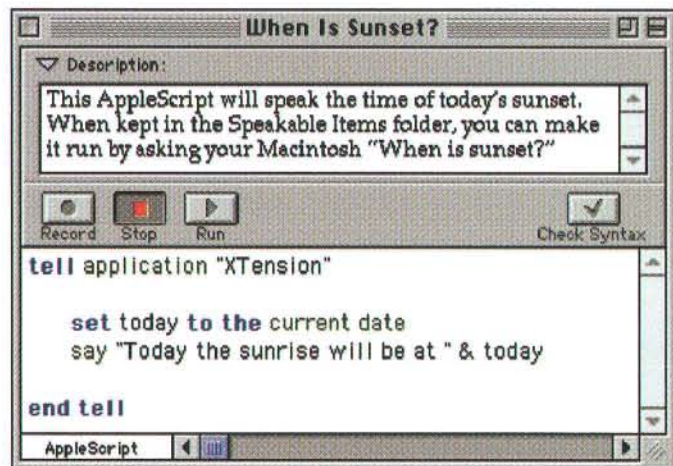 When Is Sunset?
Description:
This AppleScript will speak the time of today's sunset.
When kept in the Speakable Items folder, you can make
it run by asking your Macintosh "When is sunset?"
Record Stop Run Check Syntax
tell application "XTension"
set today to the current date
say "Today the sunrise will be at " & today
end tell
AppleScript